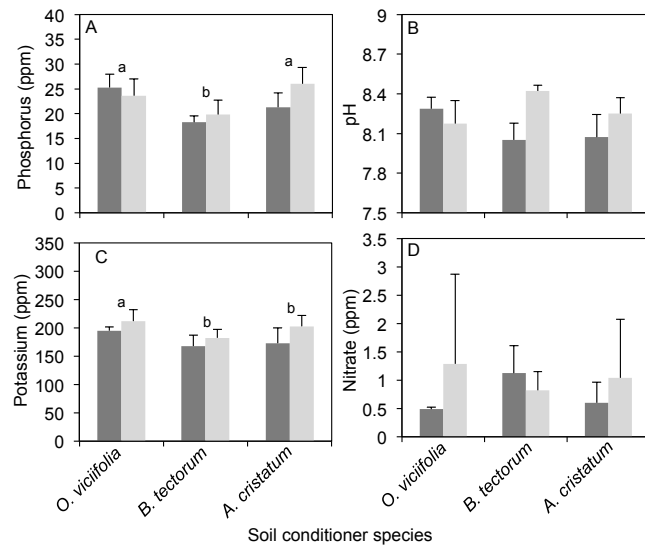 A
Phosphorus (ppm)
40
35
30
25
20
15
10
5
0
a
b
a
B
pH
9
8.7
8.4
8.1
7.8
7.5
C
Potassium (ppm)
350
300
250
200
150
100
50
0
a
b
b
D
Nitrate (ppm)
3.5
3
2.5
2
1.5
1
0.5
0
O. viciifolia
B. tectorum
A. cristatum
O. viciifolia
B. tectorum
A. cristatum
Soil conditioner species